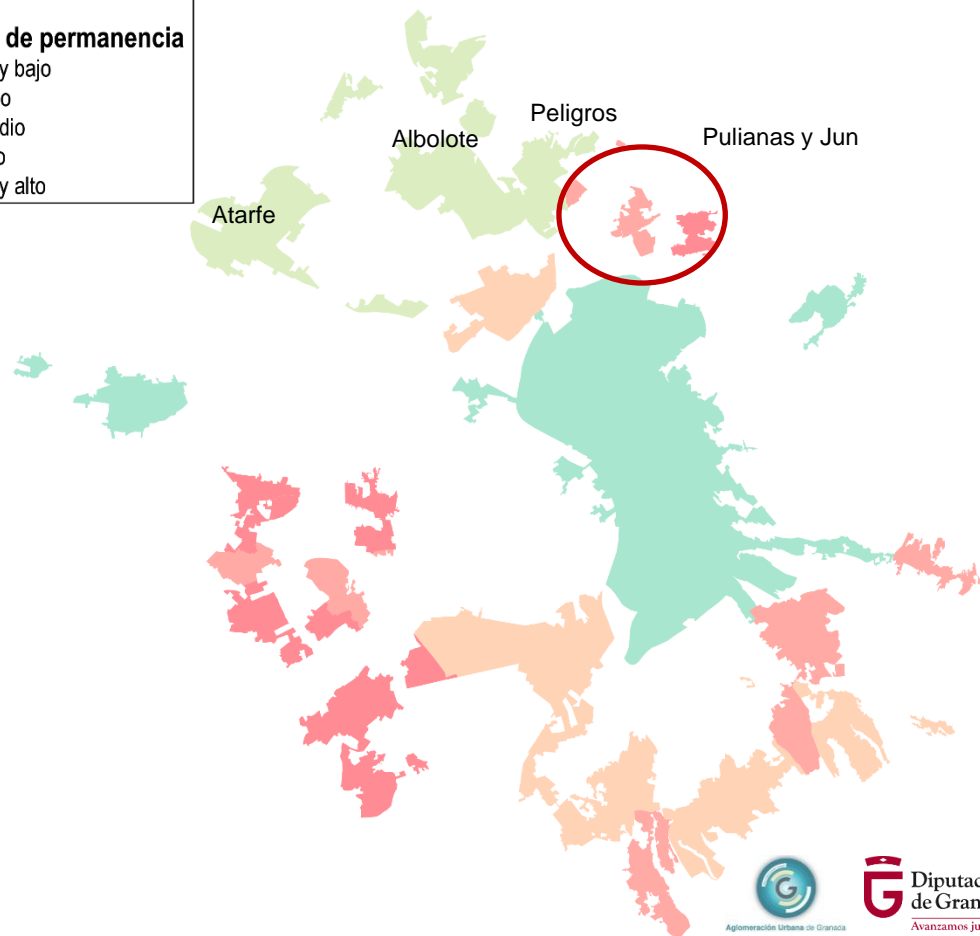 de permanencia
y bajo
o
dio
o
y alto
Peligros
Albolote
Pulianas y Jun
Atarfe
G
Aglomeración Urbana de Granada
Diputac
de Gran
Avanzamos ju